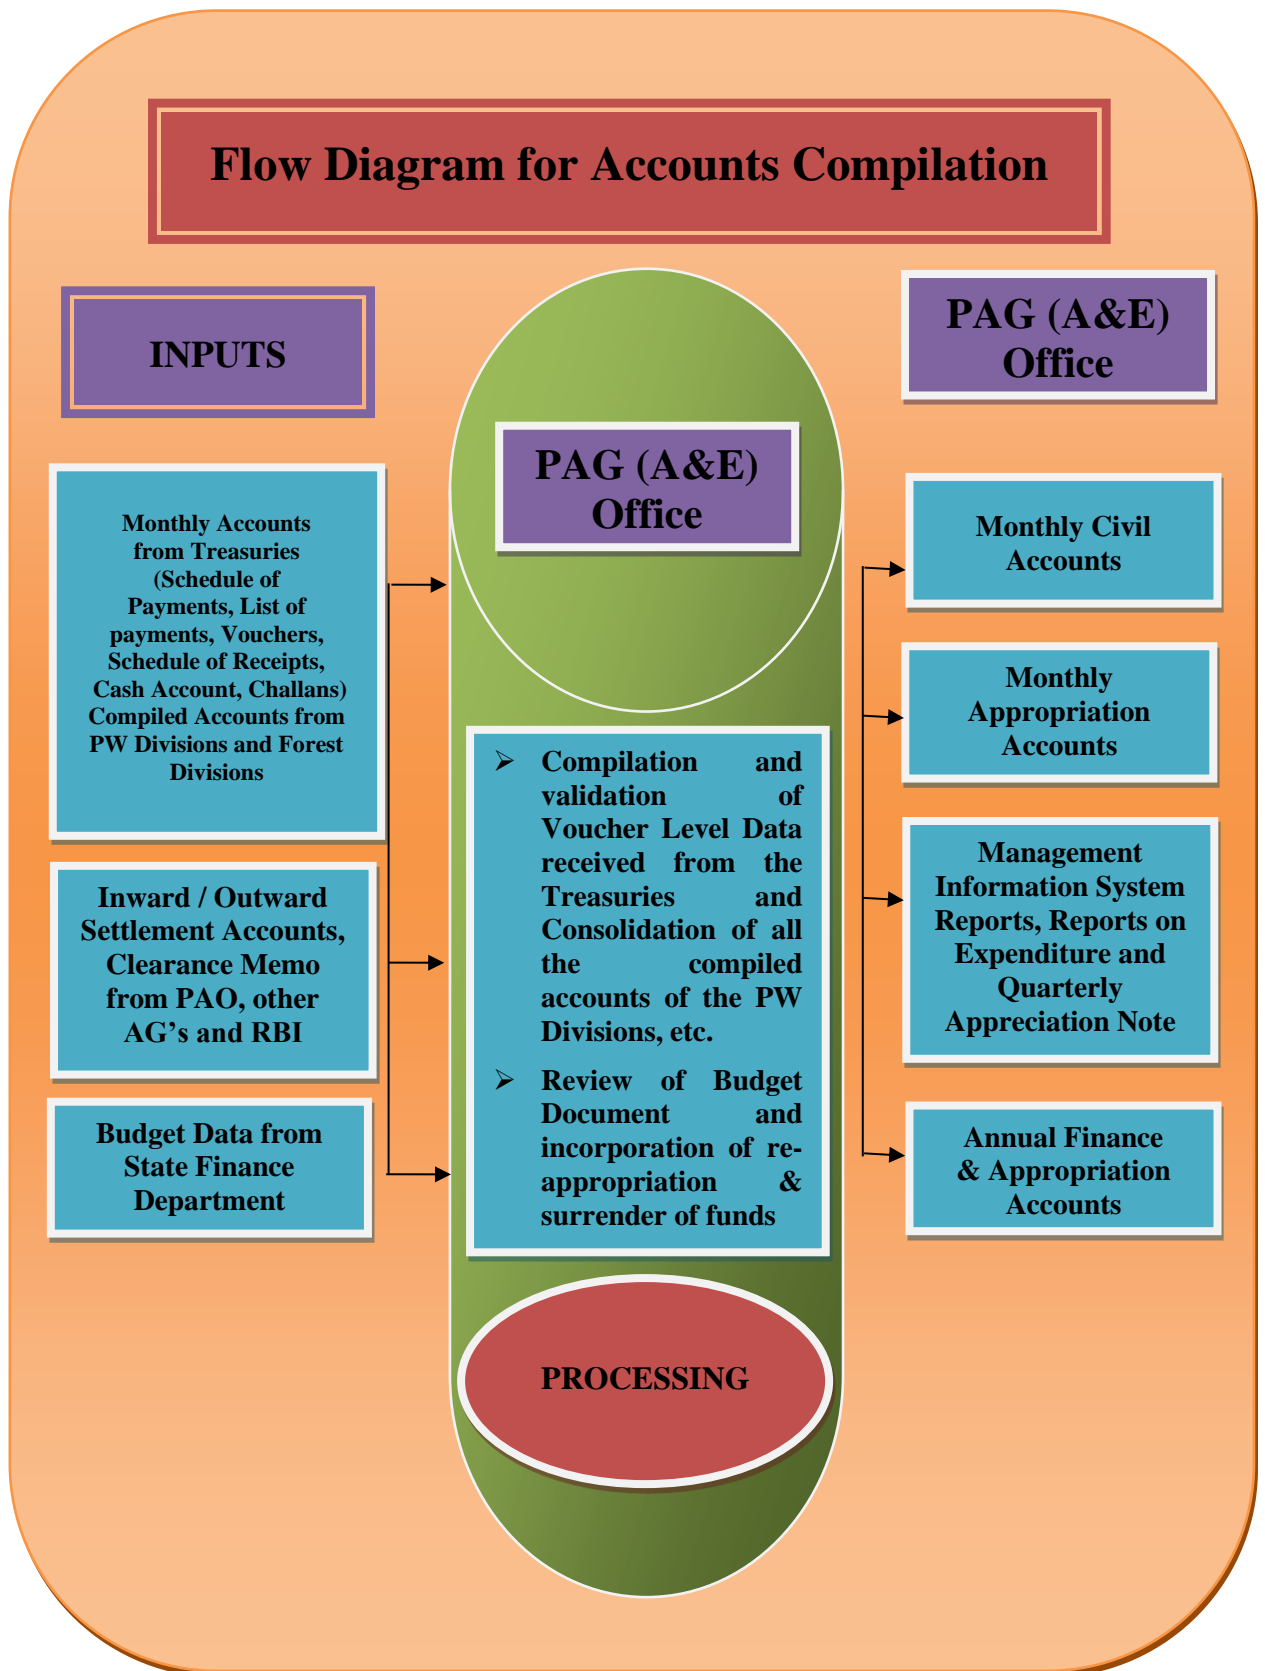 Flow Diagram for Accounts Compilation
INPUTS
Monthly Accounts
from Treasuries
(Schedule of
Payments, List of
payments, Vouchers,
Schedule of Receipts,
Cash Account, Challans)
Compiled Accounts from
PW Divisions and Forest
Divisions
Inward / Outward
Settlement Accounts,
Clearance Memo
from PAO, other
AG’s and RBI
Budget Data from
State Finance
Department
PAG (A&E)
Office
➢ Compilation and
validation of
Voucher Level Data
received from the
Treasuries and
Consolidation of all
the compiled
accounts of the PW
Divisions, etc.
➢ Review of Budget
Document and
incorporation of re-
appropriation &
surrender of funds
PROCESSING
PAG (A&E)
Office
Monthly Civil
Accounts
Monthly
Appropriation
Accounts
Management
Information System
Reports, Reports on
Expenditure and
Quarterly
Appreciation Note
Annual Finance
& Appropriation
Accounts